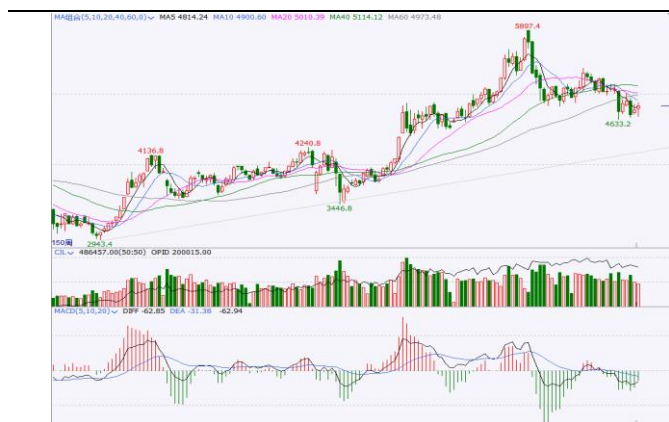 MA组合(5,10,20,40,60,0) MA5 4814.24 MA10 4900.60 MA20 5010.39 MA40 5114.12 MA60 4973.48
5897.4
4136.8
4240.8
4633.2
3446.8
2943.4
150周
CJL 486457.00(50:50) OPID 200015.00
MACD(5,10,20) DIFF -62.85 DEA -31.38 -62.94